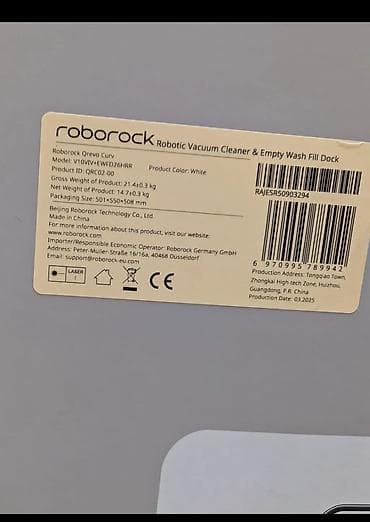 roborock Robotic Vacuum Cleaner & Empty Wash Fill Dock
Roborock Qrevo Curv
Model: V10VIV+EWFD26HRR Product Color: White
Product ID: QRC02-00
Gross Weight of Product: 21.4±0.3 kg
Net Weight of Product: 14.7±0.3 kg
Packaging Size: 501×550×508 mm
Beijing Roborock Technology Co., Ltd.
Made in China
For more information about this product, visit our website:
www.roborock.com
Importer/Responsible Economic Operator: Roborock Germany GmbH
Address: Peter-Müller-Straße 16/16a, 40468 Düsseldorf
Email: support@roborock-eu.com
LASER
1
CE
RAJESR50903294
6 970995 789942
Production Address: Tongqiao Town,
Zhongkai High-tech Zone, Huizhou,
Guangdong, P.R. China
Production Date: 03.2025